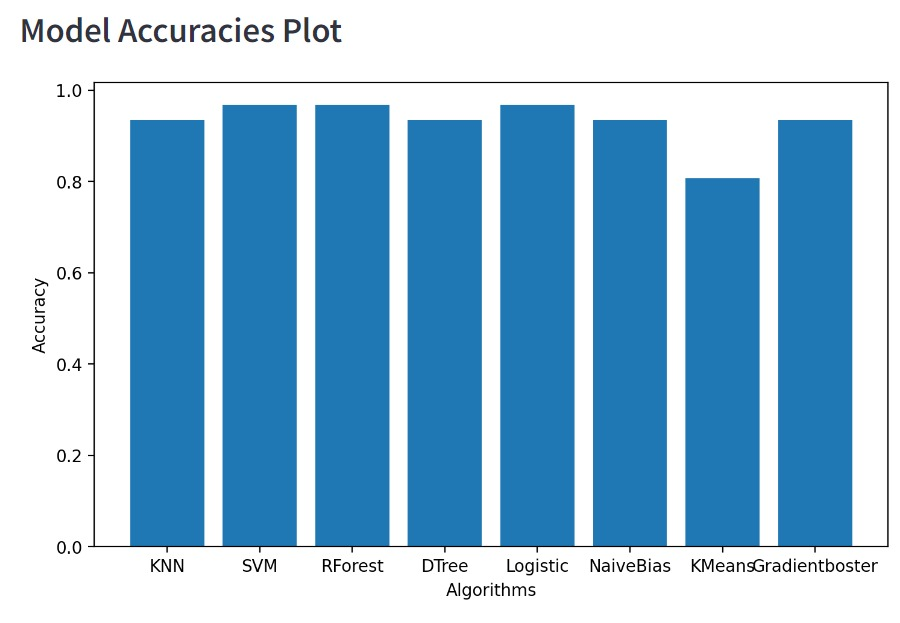 Model Accuracies Plot
1.0
0.8
0.6
0.4
0.2
0.0
Accuracy
KNN SVM RForest DTree Logistic NaiveBias KMeans Gradientboster
Algorithms